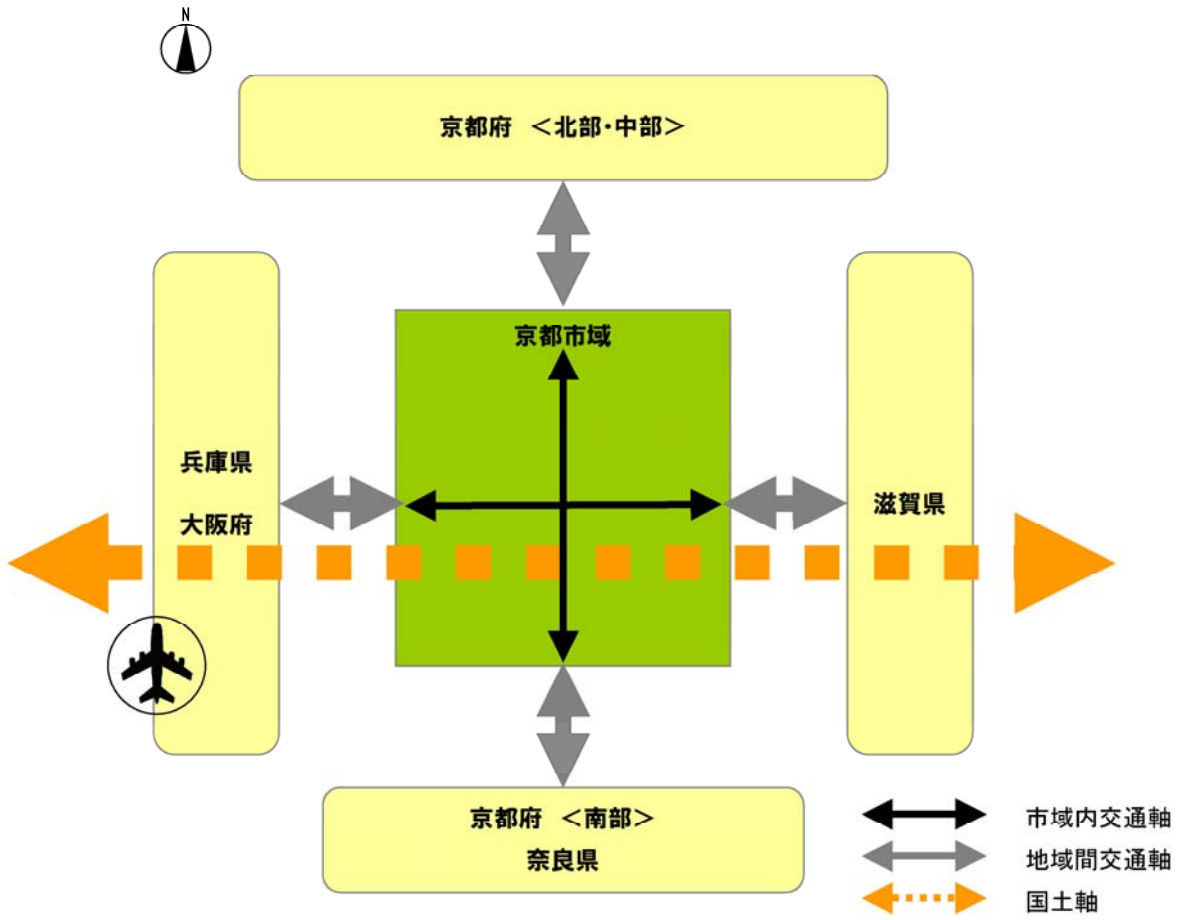 N
京都府 ＜北部・中部＞
京都市域
兵庫県
大阪府
滋賀県
京都府 ＜南部＞
奈良県
市域内交通軸
地域間交通軸
国土軸